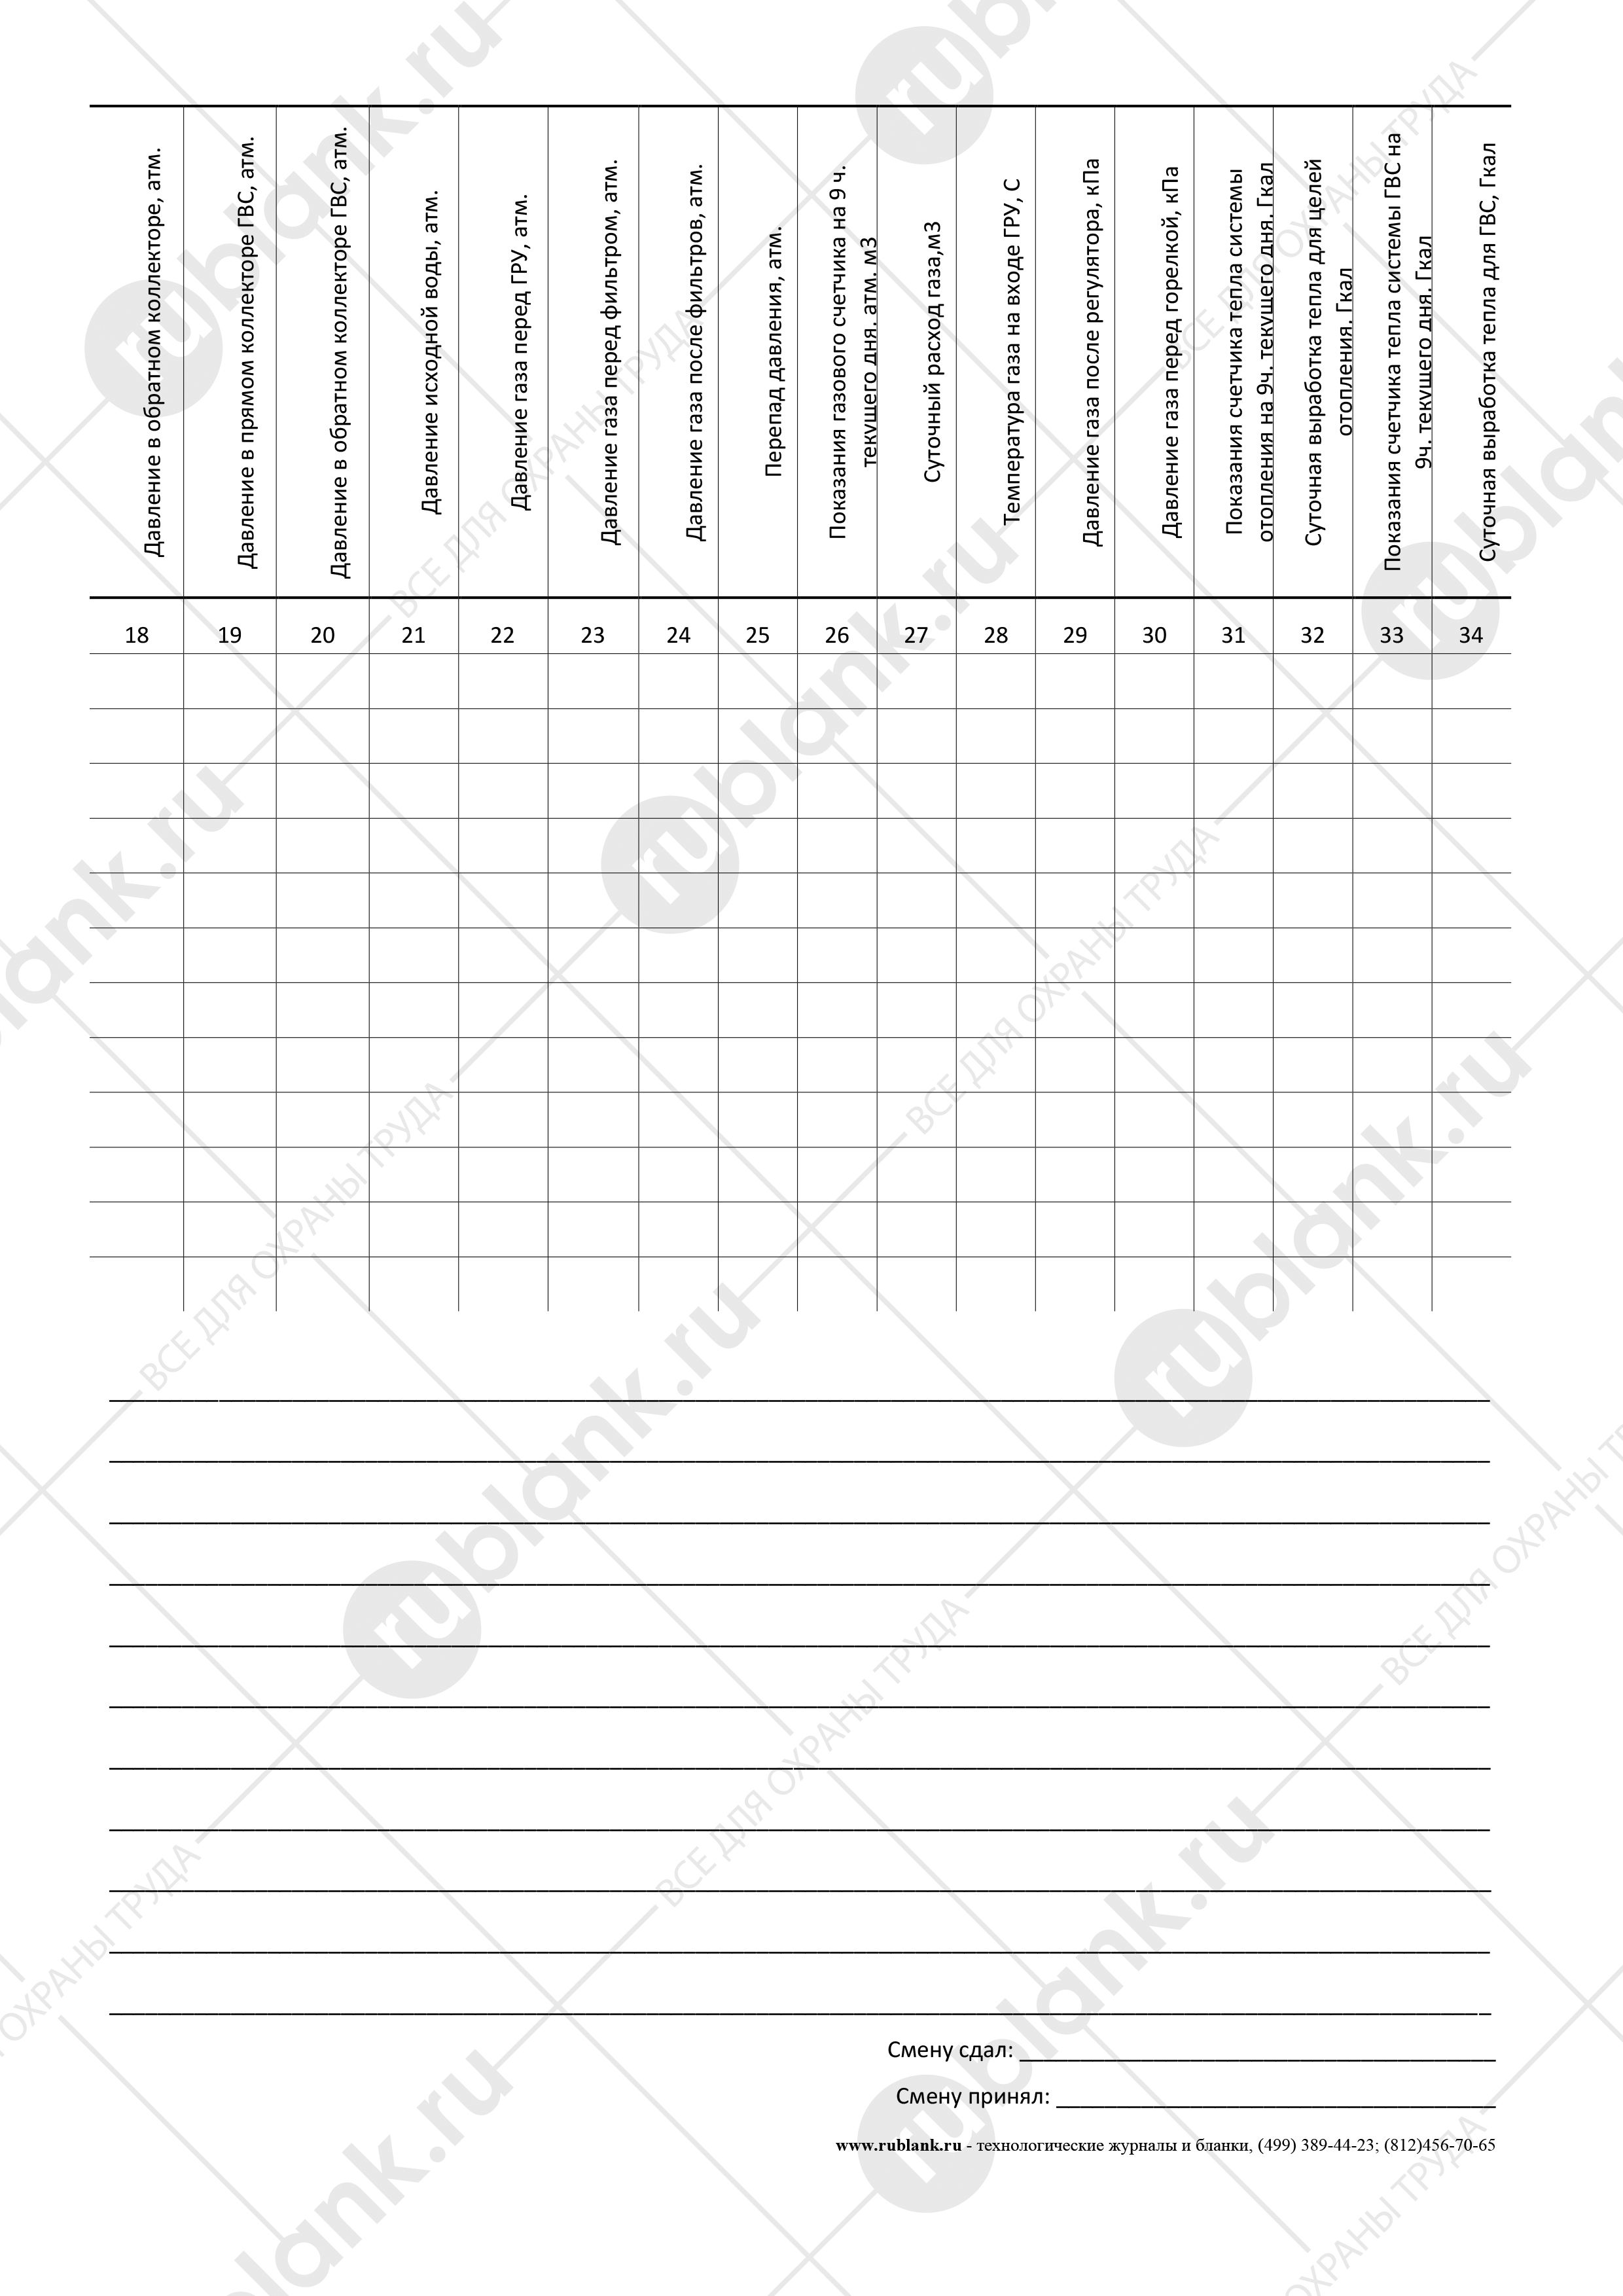 Давление в обратном коллекторе, атм.
Давление в прямом коллекторе ГВС, атм.
Давление в обратном коллекторе ГВС, атм.
Давление исходной воды, атм.
Давление газа перед ГРУ, атм.
Давление газа перед фильтром, атм.
Давление газа после фильтров, атм.
Перепад давления, атм.
Показания газового счетчика на 9 ч.
текущего дня. атм. м3
Суточный расход газа,м3
Температура газа на входе ГРУ, С
Давление газа после регулятора, кПа
Давление газа перед горелкой, кПа
Показания счетчика тепла системы
отопления на 9ч. текущего дня. Гкал
Суточная выработка тепла для целей
отопления. Гкал
Показания счетчика тепла системы ГВС на
9ч. текущего дня. Гкал
Суточная выработка тепла для ГВС, Гкал
18 19 20 21 22 23 24 25 26 27 28 29 30 31 32 33 34
Смену сдал:
Смену принял:
www.rublank.ru - технологические журналы и бланки, (499) 389-44-23; (812)456-70-65
rublank.ru
ВСЕ ДЛЯ ОХРАНЫ ТРУДА